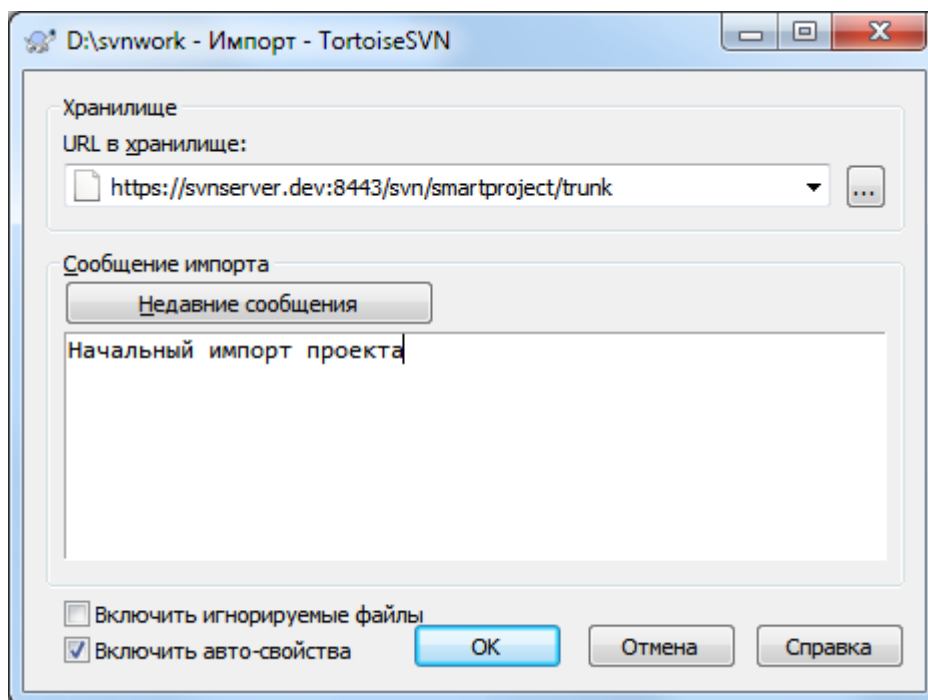 D:\svnwork - Импорт - TortoiseSVN
Хранилище
URL в хранилище:
https://svnserver.dev:8443/svn/smartproject/trunk
...
Сообщение импорта
Недавние сообщения
Начальный импорт проекта
Включить игнорируемые файлы
Включить авто-свойства
OK
Отмена
Справка